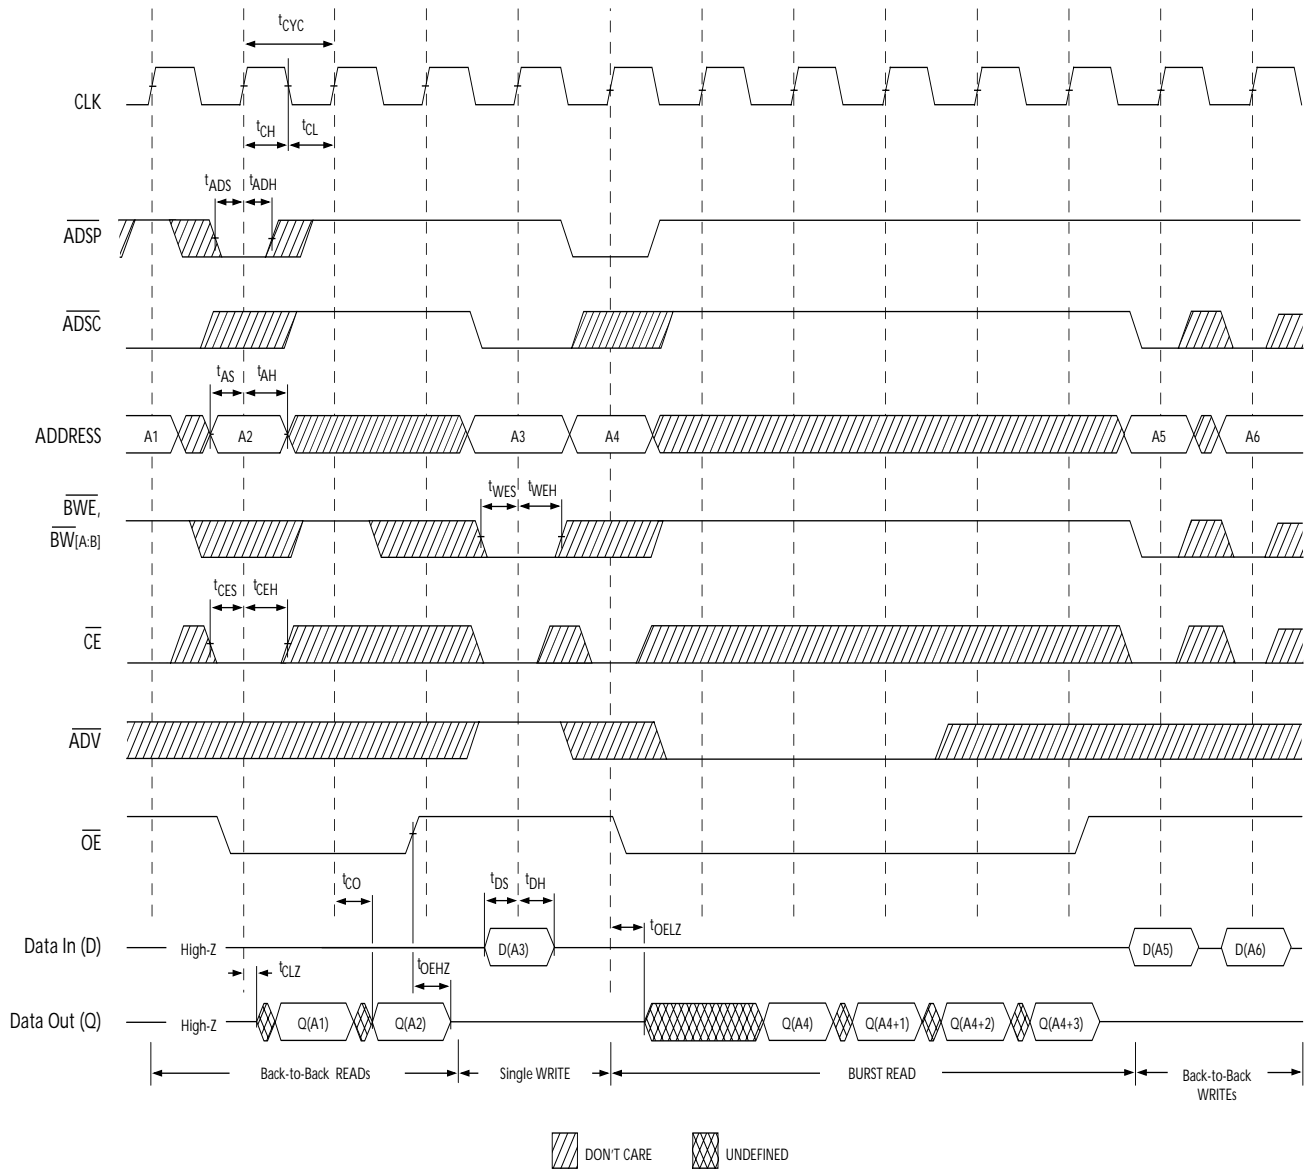 tCYC
CLK
tCH
tCL
tADS
tADH
ADSP
ADSC
tAS
tAH
ADDRESS
A1
A2
A3
A4
A5
A6
tWES
tWEH
BWE,
BW[A:B]
tCES
tCEH
CE
ADV
OE
tCO
tDS
tDH
tOELZ
Data In (D)
High-Z
D(A3)
D(A5)
D(A6)
tCLZ
tOEHZ
Data Out (Q)
High-Z
Q(A1)
Q(A2)
Q(A4)
Q(A4+1)
Q(A4+2)
Q(A4+3)
Back-to-Back READs
Single WRITE
BURST READ
Back-to-Back
WRITEs
DON'T CARE
UNDEFINED